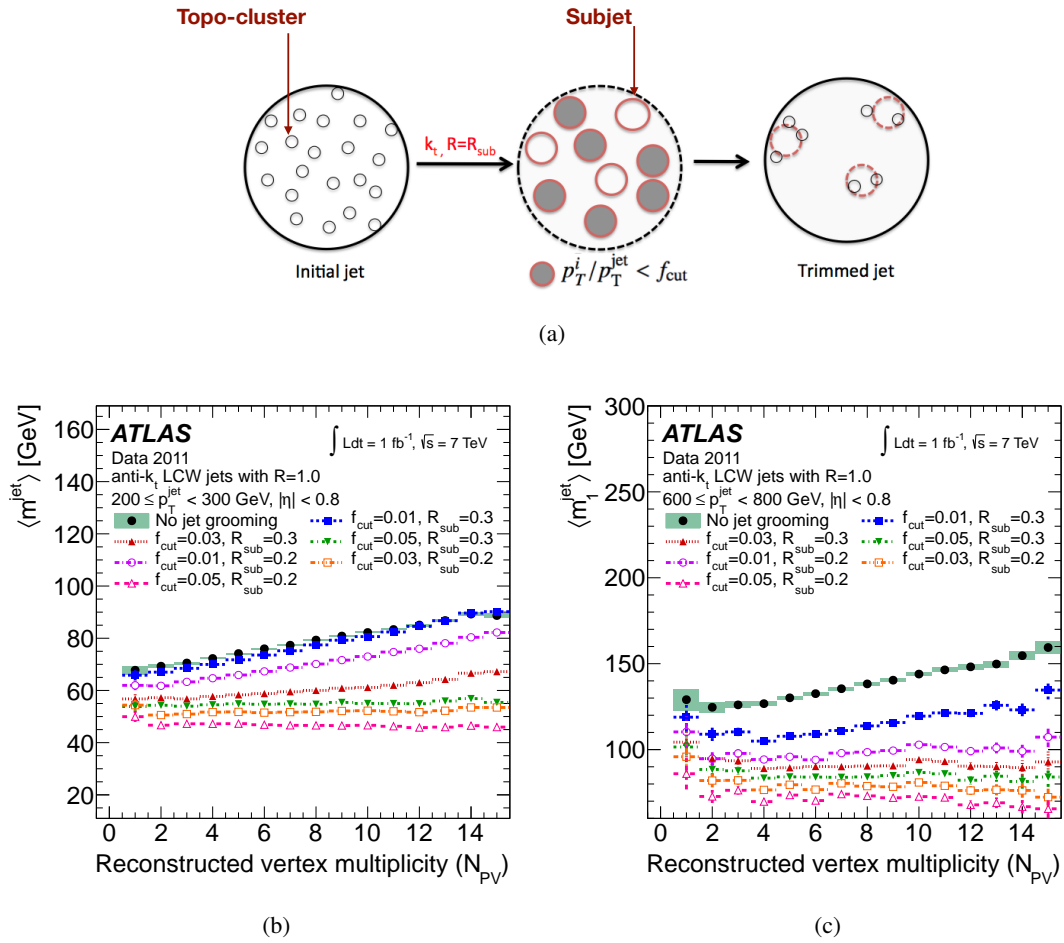 Topo-cluster
Subjet
k_t, R=R_sub
Initial jet
p_T^i/p_T^jet < f_cut
Trimmed jet
(a)
⟨m^jet⟩ [GeV]
160
140
120
100
80
60
40
20
ATLAS
∫ Ldt = 1 fb^-1, √s = 7 TeV
Data 2011
anti-k_t LCW jets with R=1.0
200 ≤ p_T^jet < 300 GeV, |η| < 0.8
No jet grooming
f_cut=0.01, R_sub=0.3
f_cut=0.03, R_sub=0.3
f_cut=0.05, R_sub=0.3
f_cut=0.01, R_sub=0.2
f_cut=0.03, R_sub=0.2
f_cut=0.05, R_sub=0.2
0 2 4 6 8 10 12 14
Reconstructed vertex multiplicity (N_PV)
(b)
⟨m_1^jet⟩ [GeV]
300
250
200
150
100
ATLAS
∫ Ldt = 1 fb^-1, √s = 7 TeV
Data 2011
anti-k_t LCW jets with R=1.0
600 ≤ p_T^jet < 800 GeV, |η| < 0.8
No jet grooming
f_cut=0.01, R_sub=0.3
f_cut=0.03, R_sub=0.3
f_cut=0.05, R_sub=0.3
f_cut=0.01, R_sub=0.2
f_cut=0.03, R_sub=0.2
f_cut=0.05, R_sub=0.2
0 2 4 6 8 10 12 14
Reconstructed vertex multiplicity (N_PV)
(c)